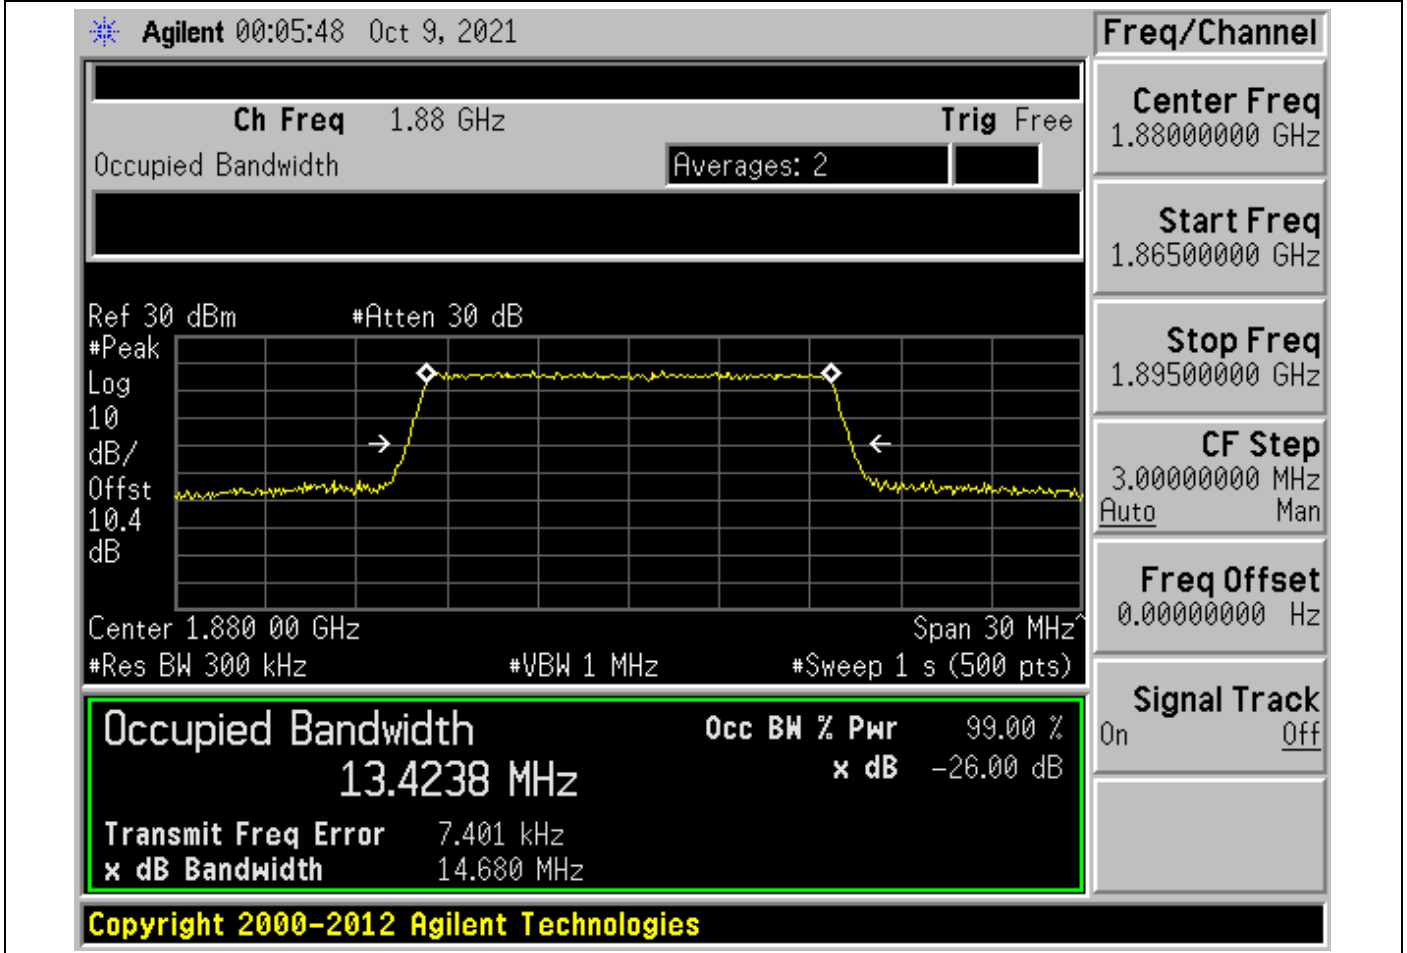 Agilent 00:05:48 Oct 9, 2021
Freq/Channel
Ch Freq 1.88 GHz Trig Free
Occupied Bandwidth Averages: 2
Center Freq
1.88000000 GHz
Start Freq
1.86500000 GHz
Stop Freq
1.89500000 GHz
CF Step
3.00000000 MHz
Auto Man
Freq Offset
0.00000000 Hz
Signal Track
On Off
Ref 30 dBm #Atten 30 dB
#Peak
Log
10
dB/
Offst
10.4
dB
Center 1.880 00 GHz Span 30 MHz^
#Res BW 300 kHz #VBW 1 MHz #Sweep 1 s (500 pts)
Occupied Bandwidth Occ BW % Pwr 99.00 %
13.4238 MHz x dB -26.00 dB
Transmit Freq Error 7.401 kHz
x dB Bandwidth 14.680 MHz
Copyright 2000-2012 Agilent Technologies